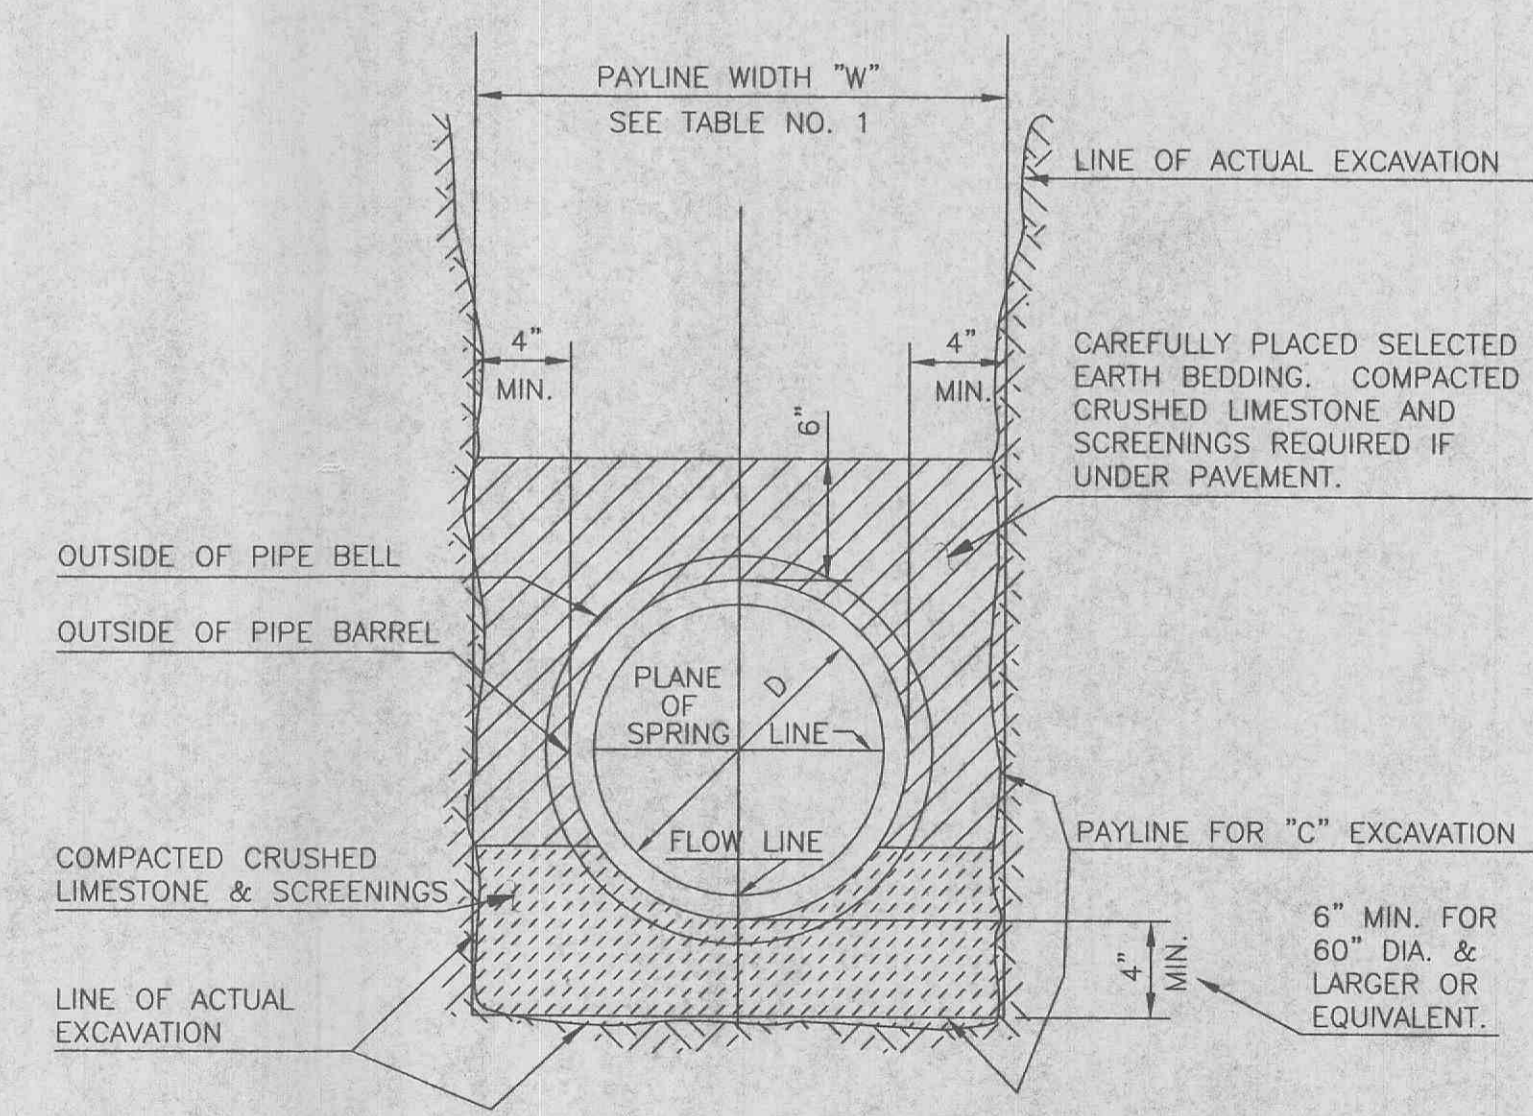 PAYLINE WIDTH "W"
SEE TABLE NO. 1
LINE OF ACTUAL EXCAVATION
4"
MIN.
4"
MIN.
6"
CAREFULLY PLACED SELECTED
EARTH BEDDING. COMPACTED
CRUSHED LIMESTONE AND
SCREENINGS REQUIRED IF
UNDER PAVEMENT.
OUTSIDE OF PIPE BELL
OUTSIDE OF PIPE BARREL
PLANE
OF
SPRING LINE
D
FLOW LINE
PAYLINE FOR "C" EXCAVATION
COMPACTED CRUSHED
LIMESTONE & SCREENINGS
4"
MIN.
6" MIN. FOR
60" DIA. &
LARGER OR
EQUIVALENT.
LINE OF ACTUAL
EXCAVATION